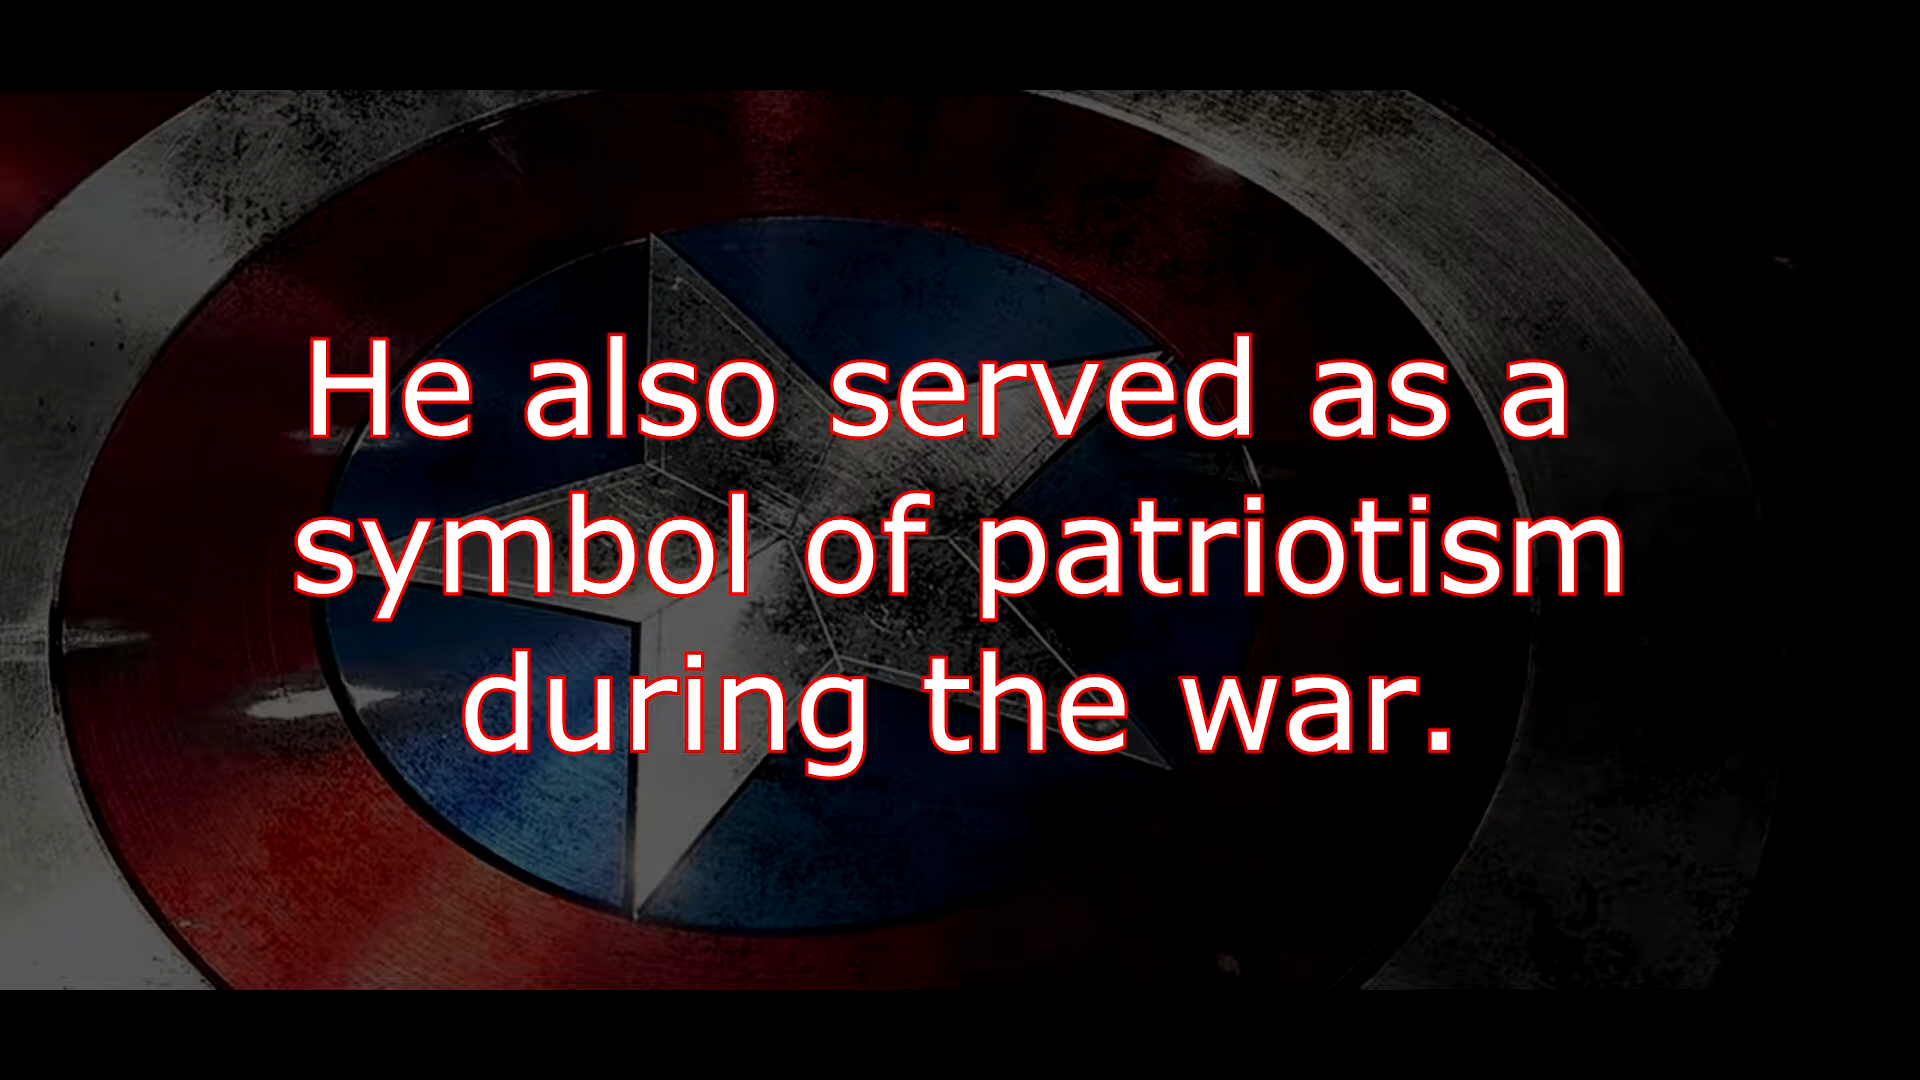 He also served as a
symbol of patriotism
during the war.